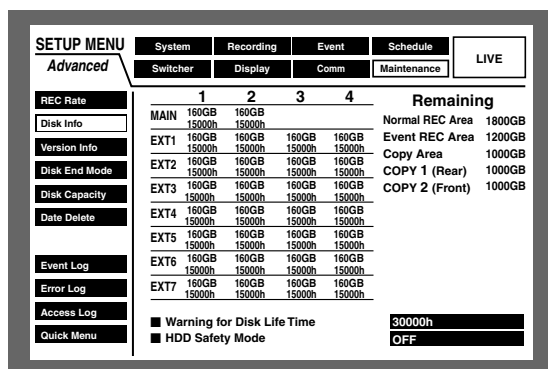 SETUP MENU
Advanced
System Recording Event Schedule
Switcher Display Comm Maintenance
LIVE
REC Rate
Disk Info
Version Info
Disk End Mode
Disk Capacity
Date Delete
Event Log
Error Log
Access Log
Quick Menu
1 2 3 4
MAIN 160GB 160GB
15000h 15000h
EXT1 160GB 160GB 160GB 160GB
15000h 15000h 15000h 15000h
EXT2 160GB 160GB 160GB 160GB
15000h 15000h 15000h 15000h
EXT3 160GB 160GB 160GB 160GB
15000h 15000h 15000h 15000h
EXT4 160GB 160GB 160GB 160GB
15000h 15000h 15000h 15000h
EXT5 160GB 160GB 160GB 160GB
15000h 15000h 15000h 15000h
EXT6 160GB 160GB 160GB 160GB
15000h 15000h 15000h 15000h
EXT7 160GB 160GB 160GB 160GB
15000h 15000h 15000h 15000h
Remaining
Normal REC Area 1800GB
Event REC Area 1200GB
Copy Area 1000GB
COPY 1 (Rear) 1000GB
COPY 2 (Front) 1000GB
■ Warning for Disk Life Time 30000h
■ HDD Safety Mode OFF